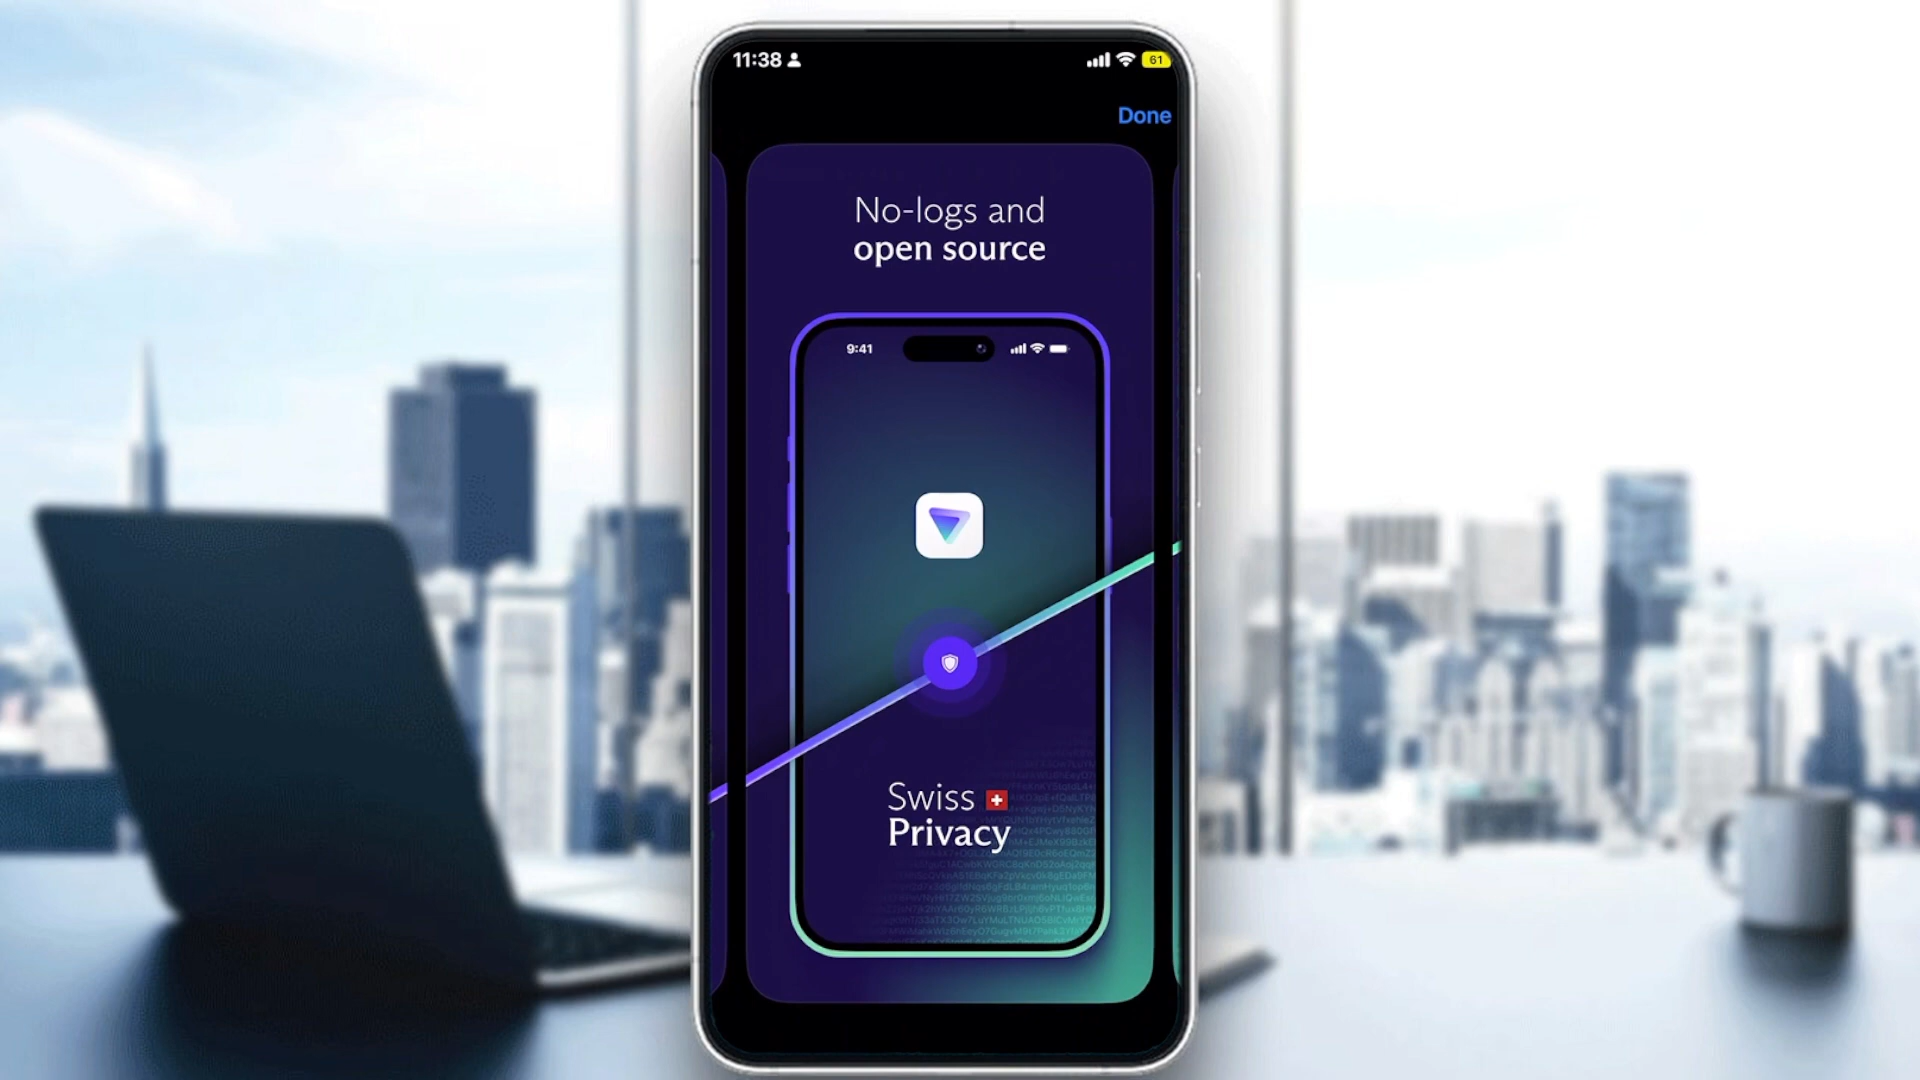 11:38
61
Done
No-logs and
open source
9:41
Swiss
Privacy